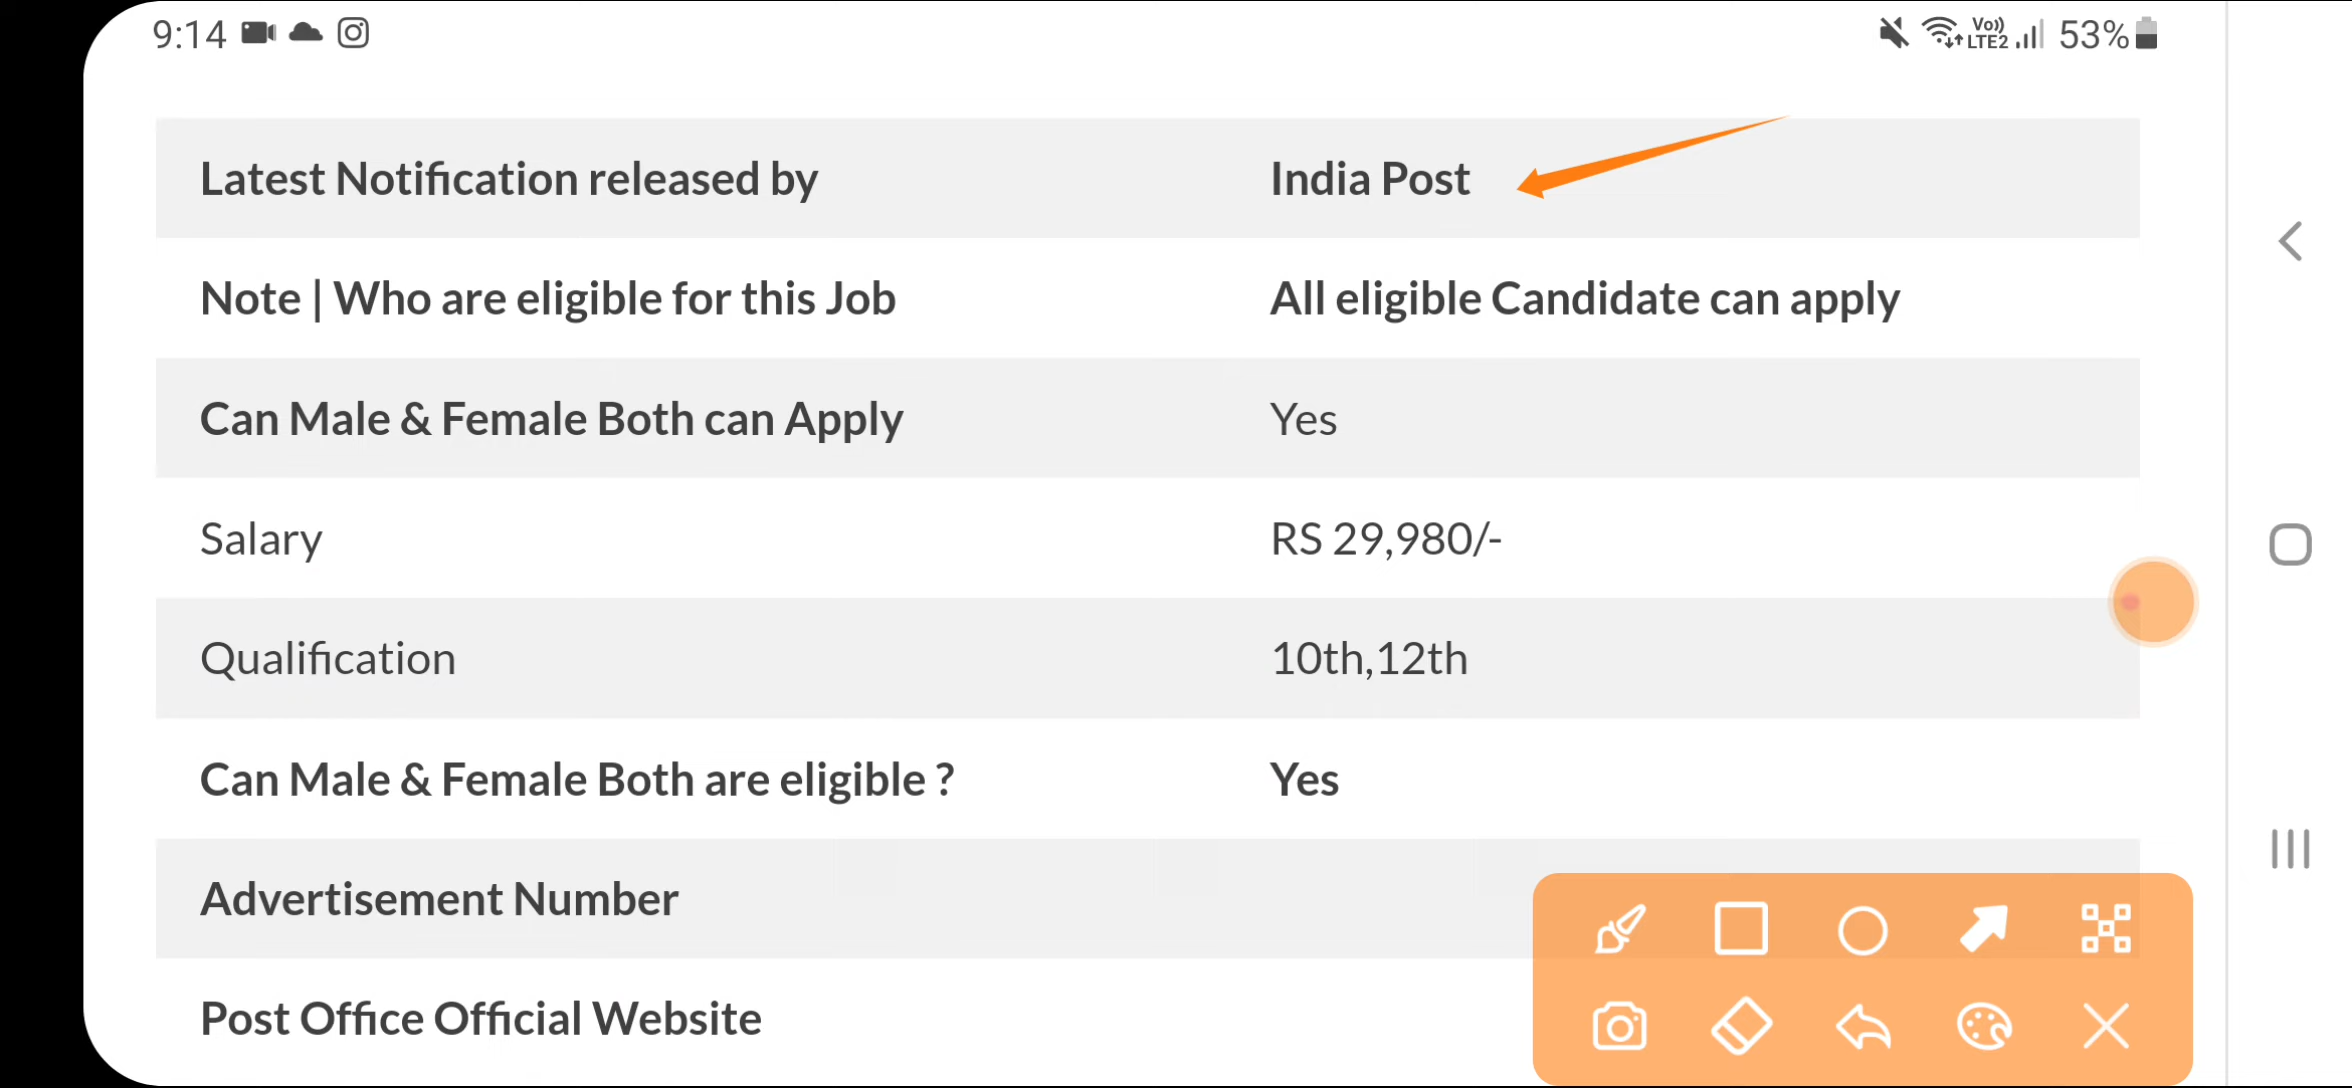 9:14 Vo)) LTE2 53%
Latest Notification released by India Post
Note | Who are eligible for this Job All eligible Candidate can apply
Can Male & Female Both can Apply Yes
Salary RS 29,980/-
Qualification 10th,12th
Can Male & Female Both are eligible ? Yes
Advertisement Number
Post Office Official Website